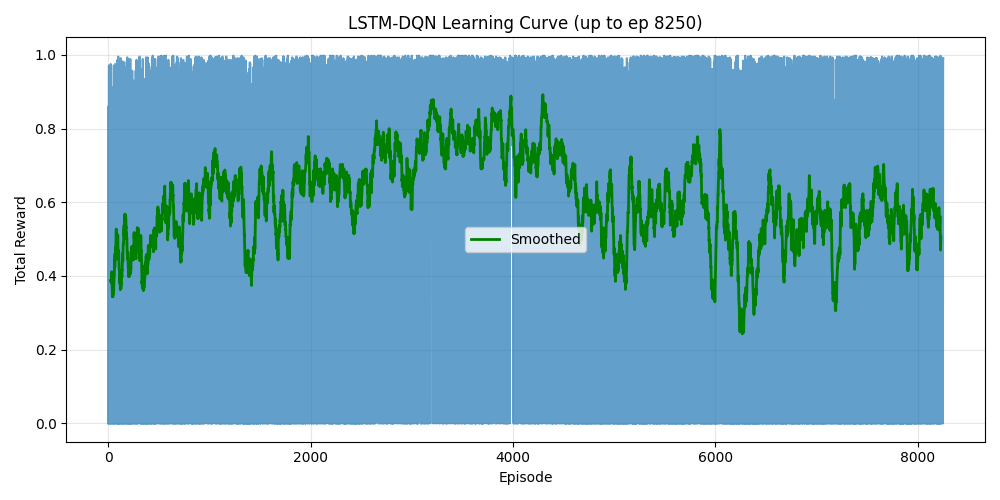 LSTM-DQN Learning Curve (up to ep 8250)
Total Reward
1.0
0.8
0.6
0.4
0.2
0.0
Smoothed
0 2000 4000 6000 8000
Episode